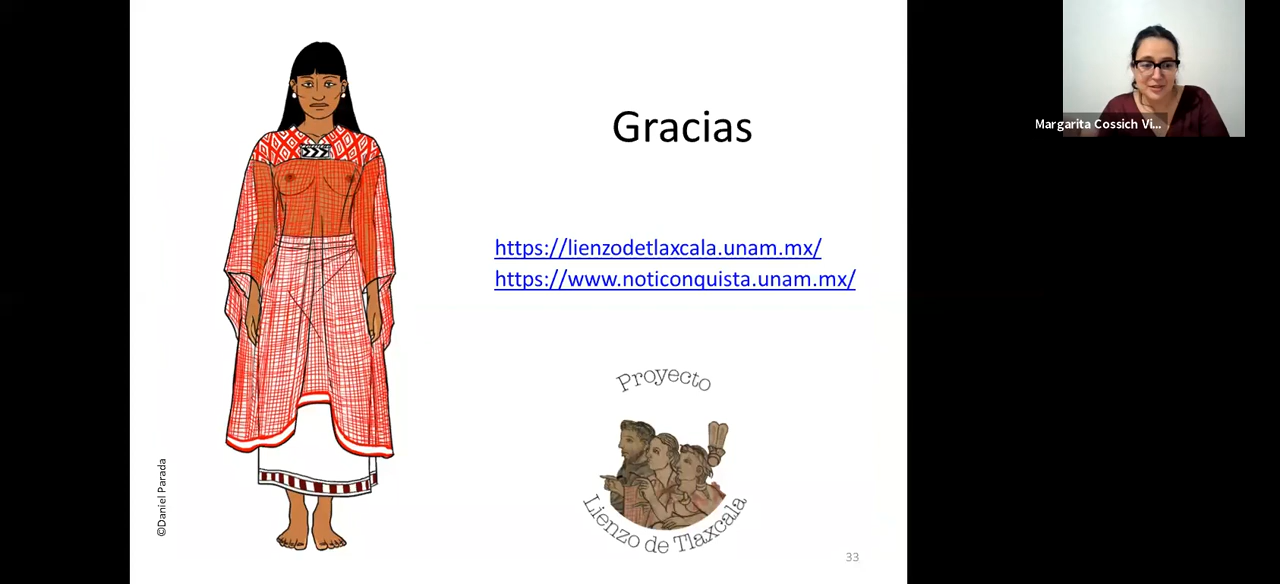 Gracias
https://lienzodetlaxcala.unam.mx/
https://www.noticonquista.unam.mx/
Proyecto
Lienzo de Tlaxcala
©Daniel Parada
33
Margarita Cossich Vi...